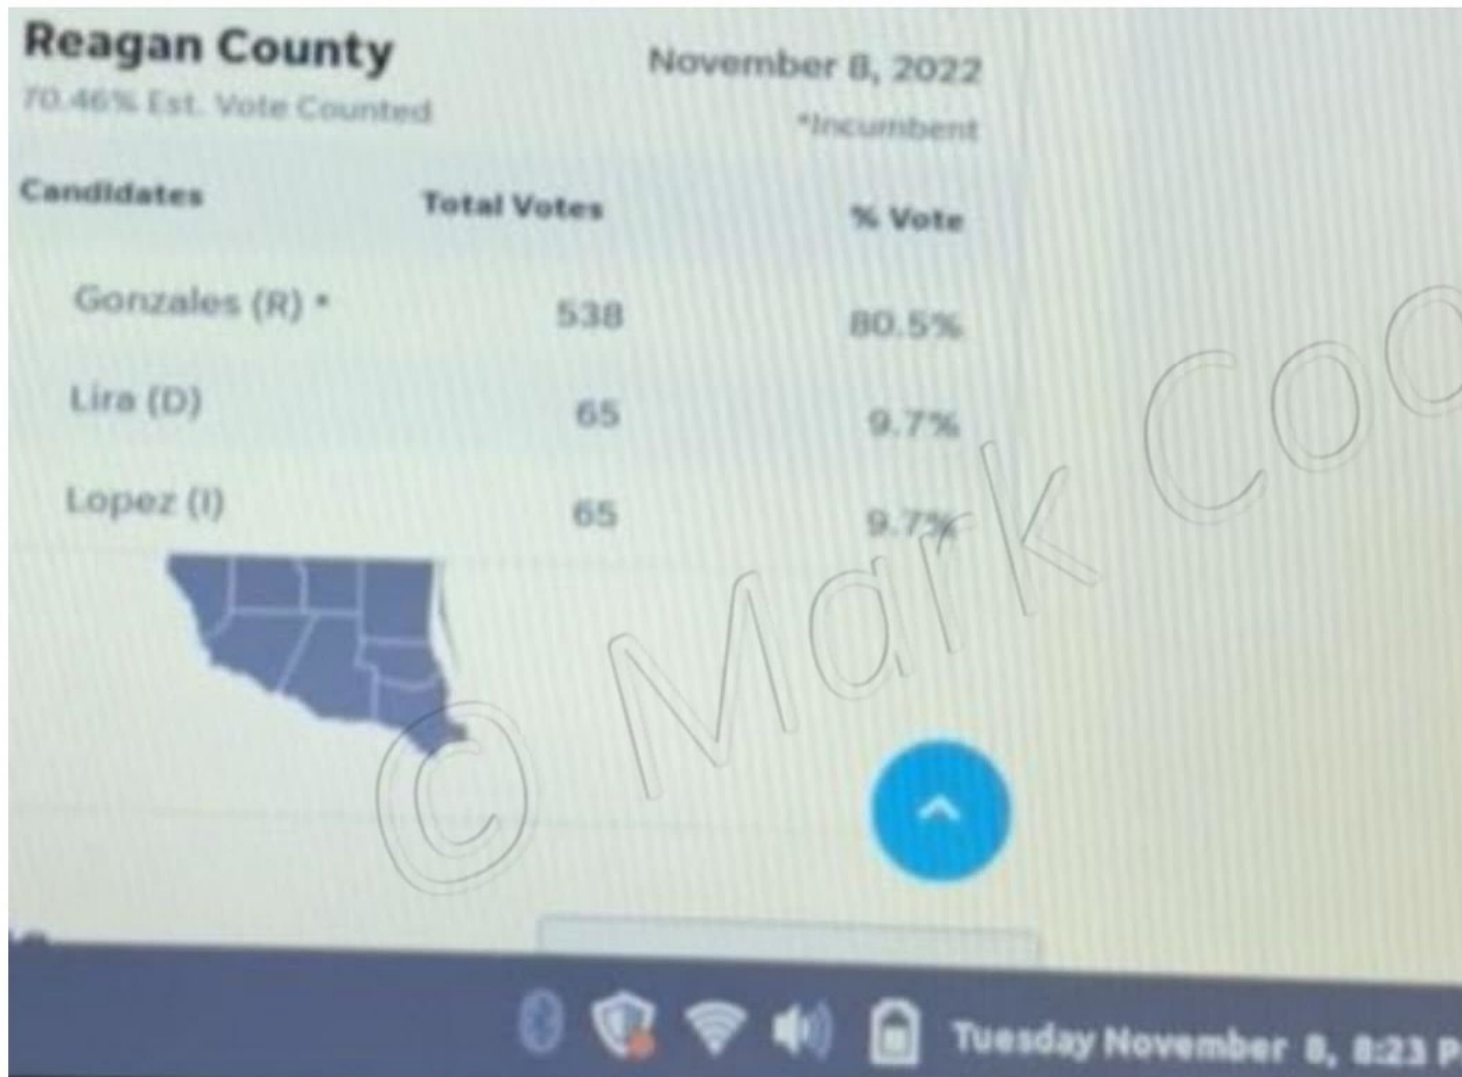 Reagan County
November 8, 2022
70.46% Est. Vote Counted
*Incumbent
Candidates Total Votes % Vote
Gonzales (R) * 538 80.5%
Lira (D) 65 9.7%
Lopez (I) 65 9.7%
© Mark Coo
Tuesday November 8, 8:23 P